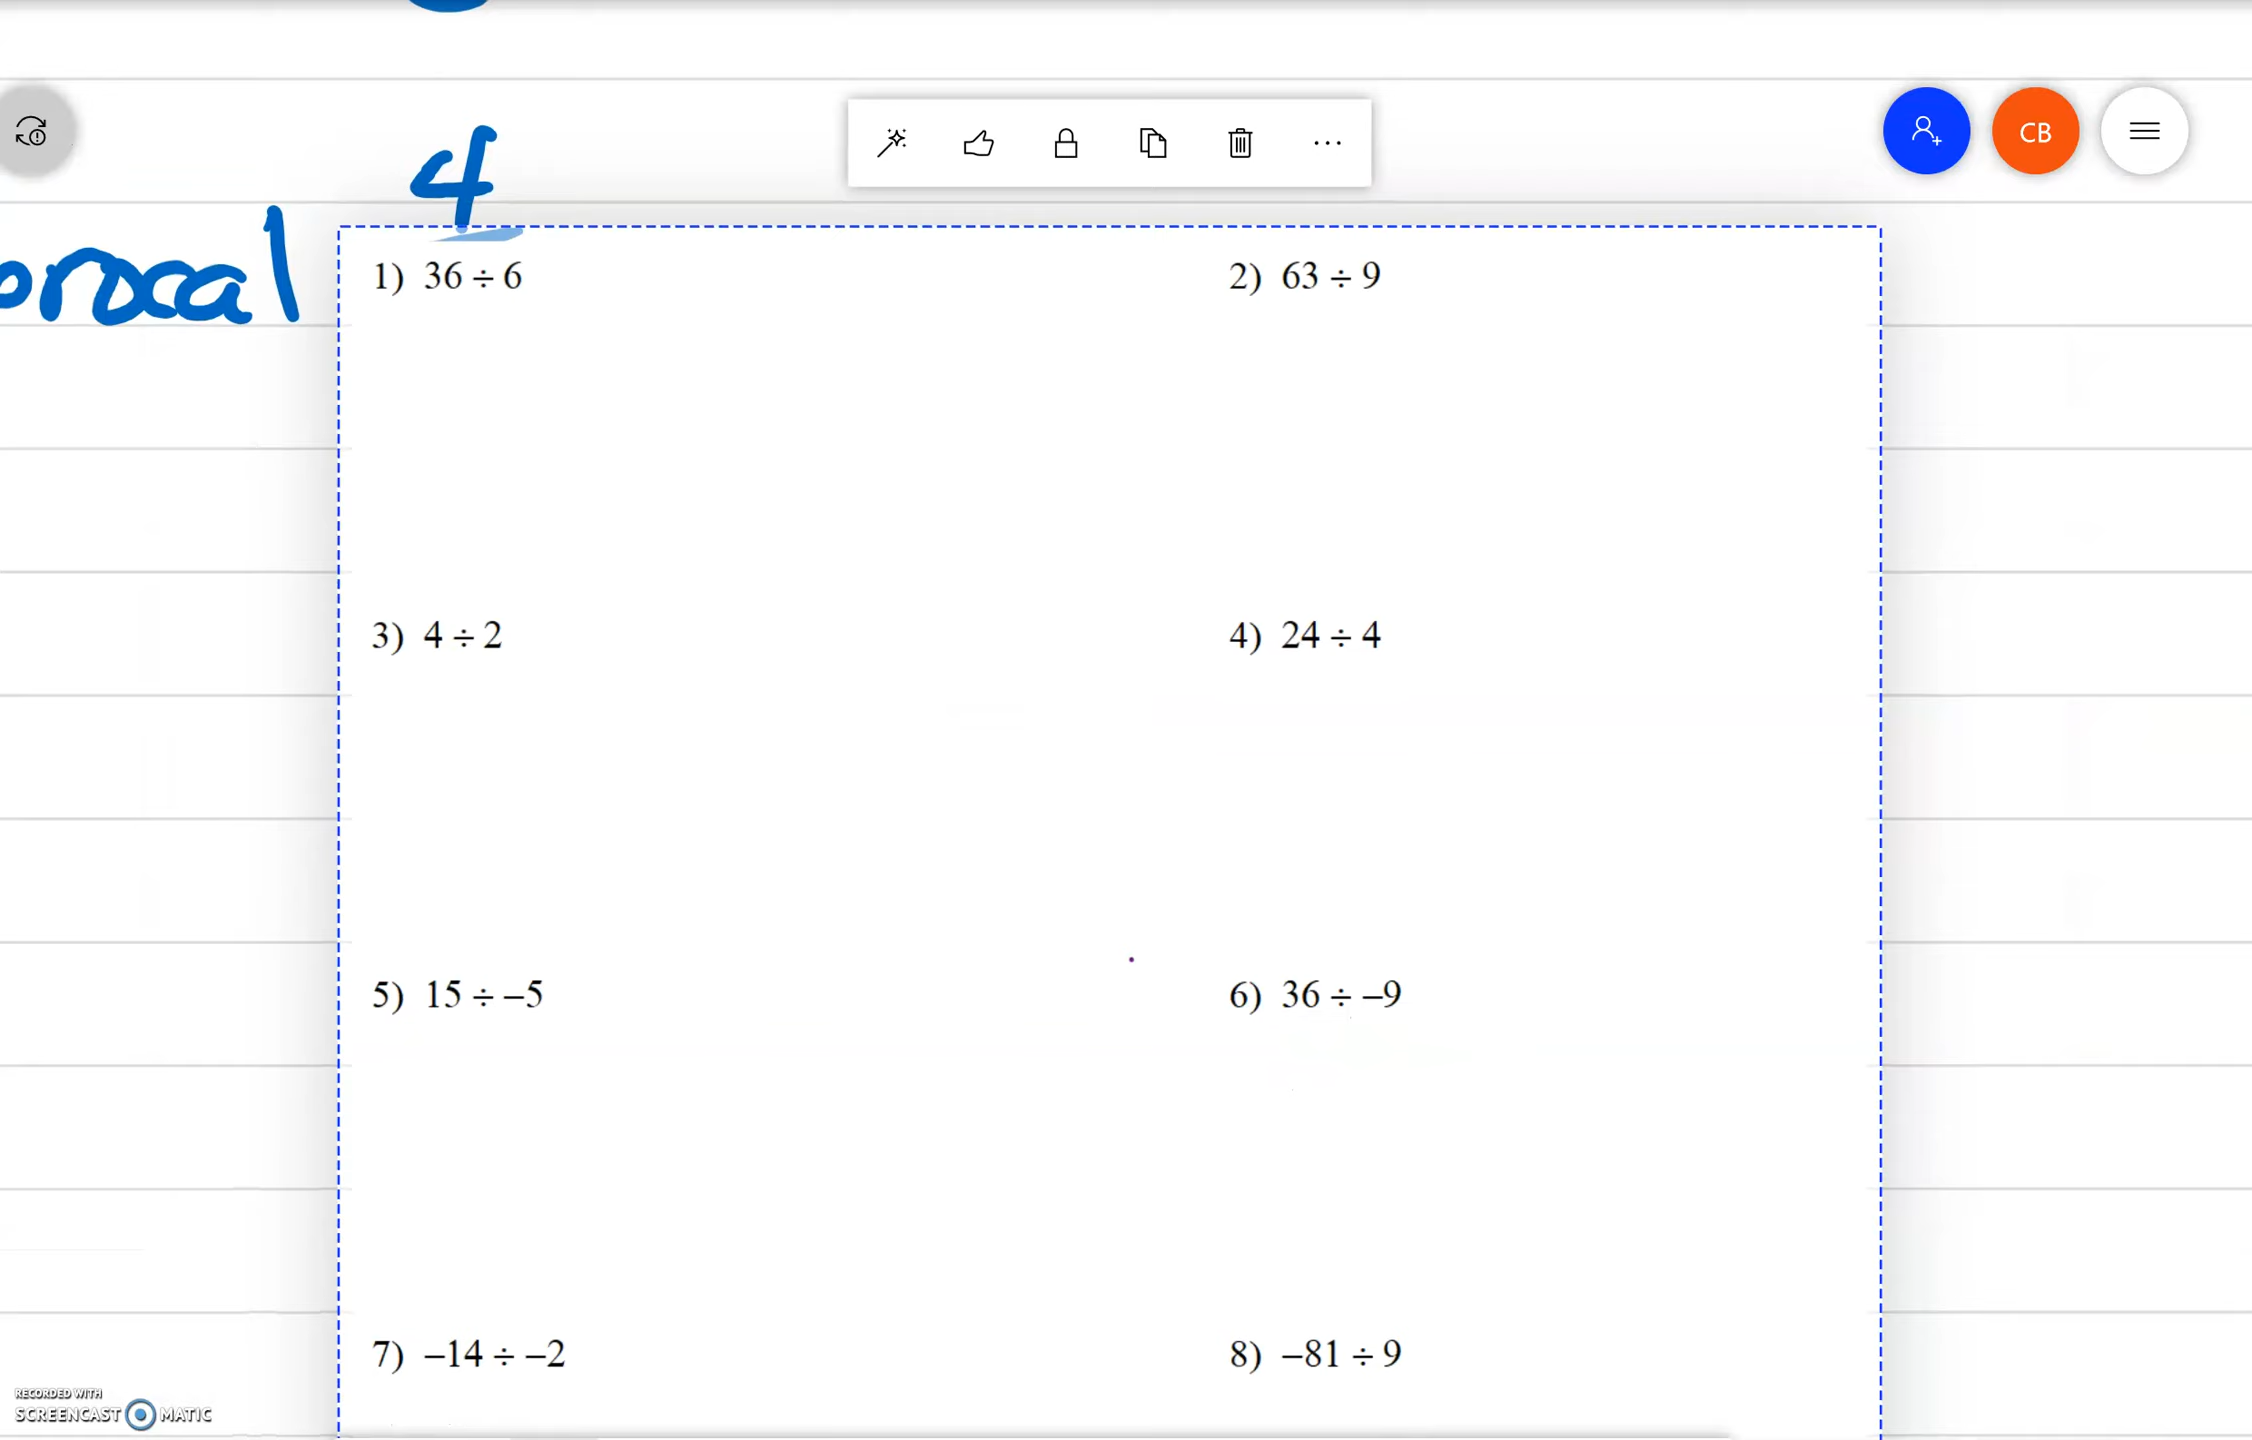 4
CB
1) 36 ÷ 6
2) 63 ÷ 9
3) 4 ÷ 2
4) 24 ÷ 4
5) 15 ÷ –5
6) 36 ÷ –9
7) –14 ÷ –2
8) –81 ÷ 9
RECORDED WITH
SCREENCAST MATIC